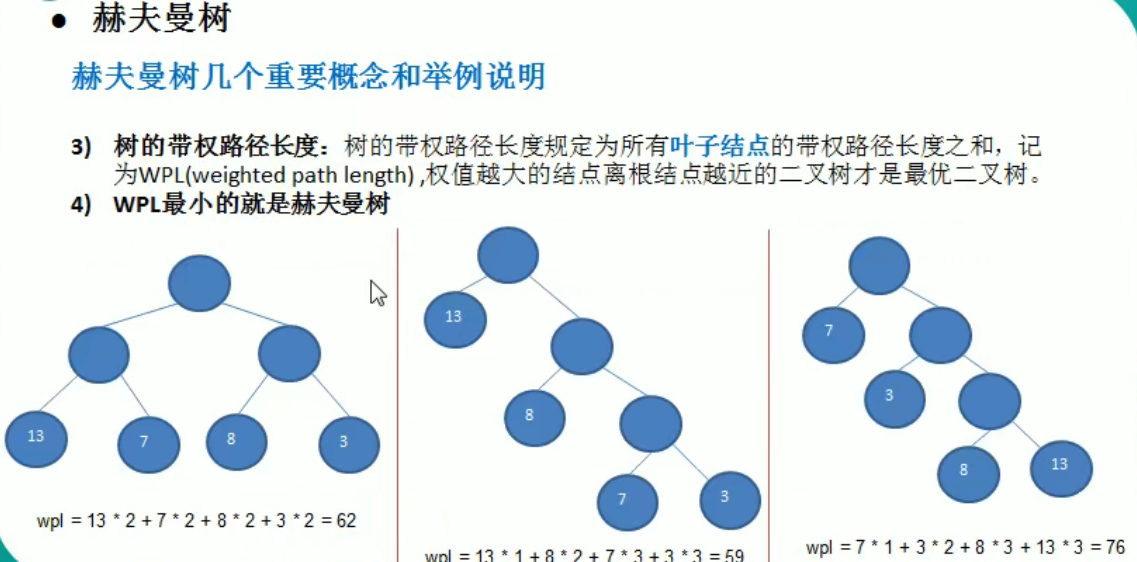 ● 赫夫曼树
赫夫曼树几个重要概念和举例说明
3) 树的带权路径长度：树的带权路径长度规定为所有叶子结点的带权路径长度之和，记
为WPL(weighted path length) ,权值越大的结点离根结点越近的二叉树才是最优二叉树。
4) WPL最小的就是赫夫曼树
13
7
8
3
wpl = 13 * 2 + 7 * 2 + 8 * 2 + 3 * 2 = 62
13
8
7
3
wpl = 13 * 1 + 8 * 2 + 7 * 3 + 3 * 3 = 59
7
3
8
13
wpl = 7 * 1 + 3 * 2 + 8 * 3 + 13 * 3 = 76